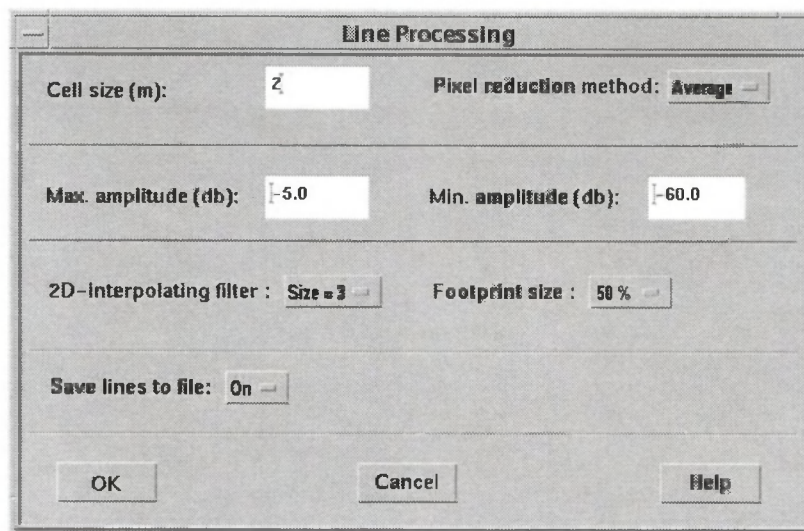 Line Processing
Cell size (m): 2 Pixel reduction method: Average
Max. amplitude (db): -5.0 Min. amplitude (db): -60.0
2D-interpolating filter : Size = 3 Footprint size : 50 %
Save lines to file: On
OK Cancel Help